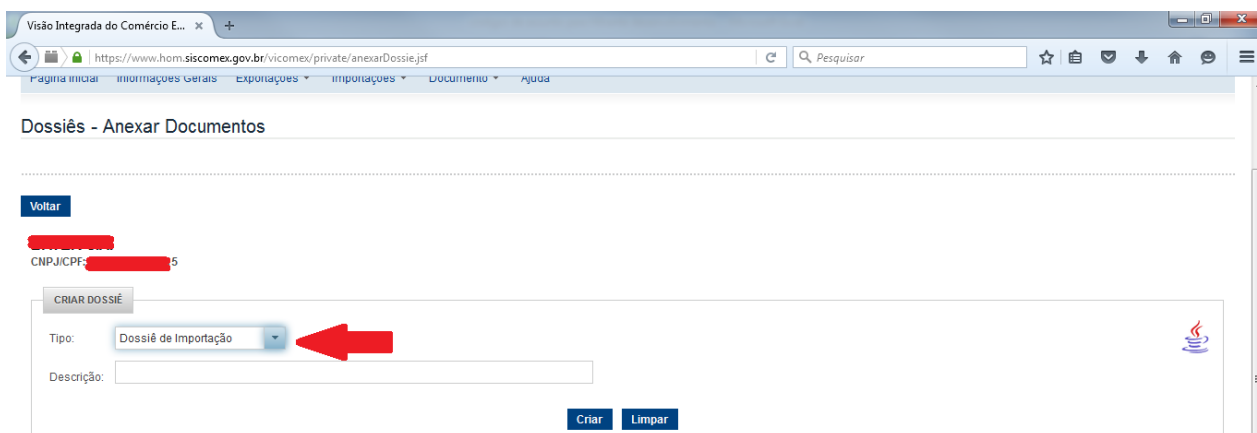 Visão Integrada do Comércio E... × +
https://www.hom.siscomex.gov.br/vicomex/private/anexarDossie.jsf
Pesquisar
Página Inicial Informações Gerais Exportações Importações Documento Ajuda
Dossiês - Anexar Documentos
Voltar
CNPJ/CPF: 5
CRIAR DOSSIÊ
Tipo: Dossiê de Importação
Descrição:
Criar Limpar